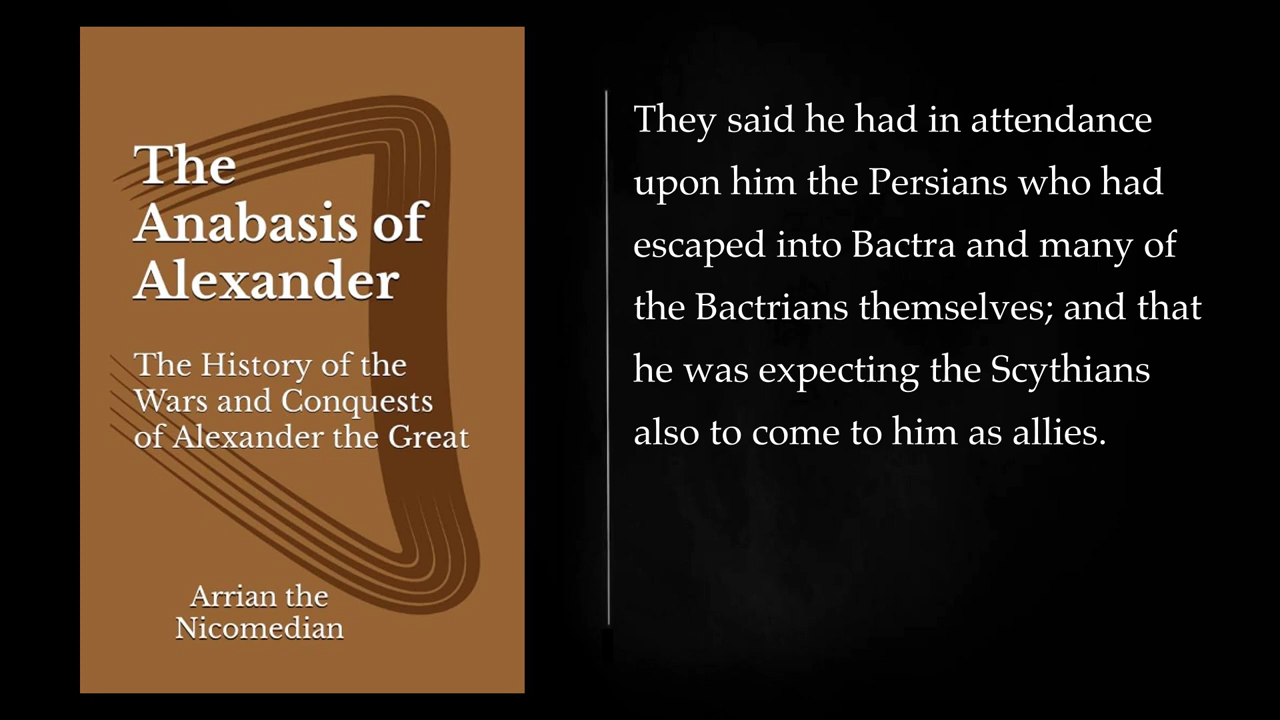 The
Anabasis of
Alexander
The History of the
Wars and Conquests
of Alexander the Great
Arrian the
Nicomedian
They said he had in attendance
upon him the Persians who had
escaped into Bactra and many of
the Bactrians themselves; and that
he was expecting the Scythians
also to come to him as allies.